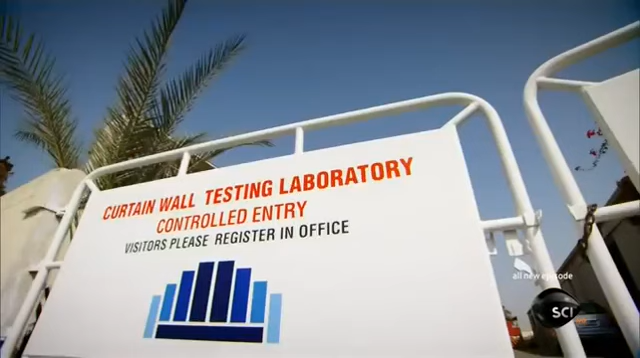 CURTAIN WALL TESTING LABORATORY
CONTROLLED ENTRY
VISITORS PLEASE REGISTER IN OFFICE
all new episode
SCI